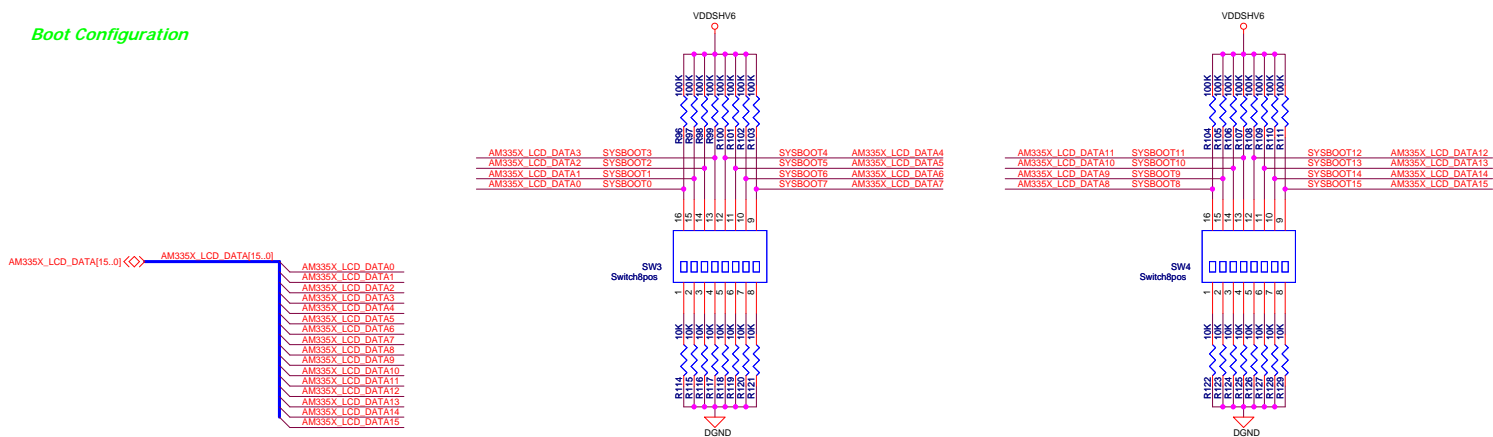 Boot Configuration
VDDSHV6
100K 100K 100K 100K 100K 100K 100K 100K
R96 R97 R98 R99 R100 R101 R102 R103
AM335X_LCD_DATA3 SYSBOOT3 SYSBOOT4 AM335X_LCD_DATA4
AM335X_LCD_DATA2 SYSBOOT2 SYSBOOT5 AM335X_LCD_DATA5
AM335X_LCD_DATA1 SYSBOOT1 SYSBOOT6 AM335X_LCD_DATA6
AM335X_LCD_DATA0 SYSBOOT0 SYSBOOT7 AM335X_LCD_DATA7
16 15 14 13 12 11 10 9
SW3
Switch8pos
1 2 3 4 5 6 7 8
10K 10K 10K 10K 10K 10K 10K 10K
R114 R115 R116 R117 R118 R119 R120 R121
DGND
VDDSHV6
100K 100K 100K 100K 100K 100K 100K 100K
R104 R105 R106 R107 R108 R109 R110 R111
AM335X_LCD_DATA11 SYSBOOT11 SYSBOOT12 AM335X_LCD_DATA12
AM335X_LCD_DATA10 SYSBOOT10 SYSBOOT13 AM335X_LCD_DATA13
AM335X_LCD_DATA9 SYSBOOT9 SYSBOOT14 AM335X_LCD_DATA14
AM335X_LCD_DATA8 SYSBOOT8 SYSBOOT15 AM335X_LCD_DATA15
16 15 14 13 12 11 10 9
SW4
Switch8pos
1 2 3 4 5 6 7 8
10K 10K 10K 10K 10K 10K 10K 10K
R122 R123 R124 R125 R126 R127 R128 R129
DGND
AM335X_LCD_DATA[15..0] AM335X_LCD_DATA[15..0]
AM335X_LCD_DATA0
AM335X_LCD_DATA1
AM335X_LCD_DATA2
AM335X_LCD_DATA3
AM335X_LCD_DATA4
AM335X_LCD_DATA5
AM335X_LCD_DATA6
AM335X_LCD_DATA7
AM335X_LCD_DATA8
AM335X_LCD_DATA9
AM335X_LCD_DATA10
AM335X_LCD_DATA11
AM335X_LCD_DATA12
AM335X_LCD_DATA13
AM335X_LCD_DATA14
AM335X_LCD_DATA15